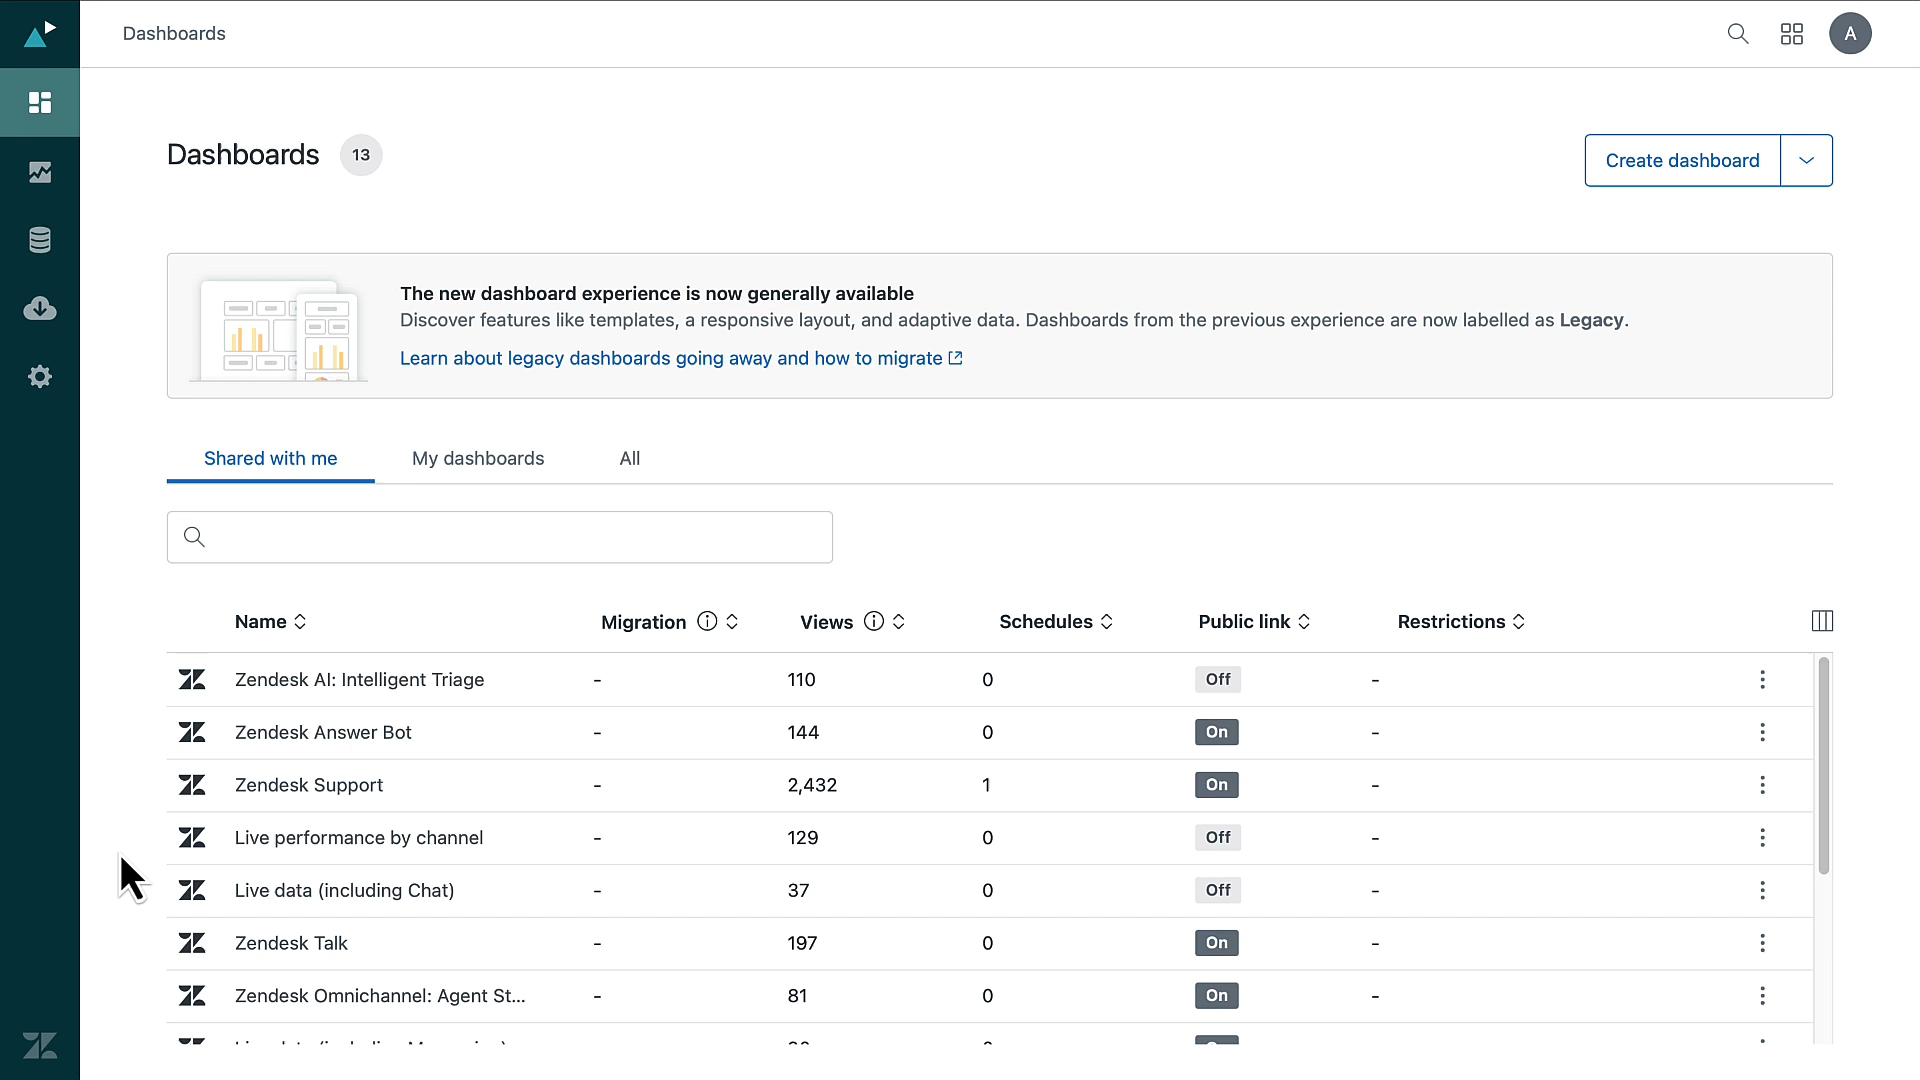 Dashboards
A
Dashboards 13
Create dashboard
The new dashboard experience is now generally available
Discover features like templates, a responsive layout, and adaptive data. Dashboards from the previous experience are now labelled as Legacy.
Learn about legacy dashboards going away and how to migrate
Shared with me My dashboards All
Name Migration Views Schedules Public link Restrictions
Zendesk AI: Intelligent Triage - 110 0 Off -
Zendesk Answer Bot - 144 0 On -
Zendesk Support - 2,432 1 On -
Live performance by channel - 129 0 Off -
Live data (including Chat) - 37 0 Off -
Zendesk Talk - 197 0 On -
Zendesk Omnichannel: Agent St... - 81 0 On -